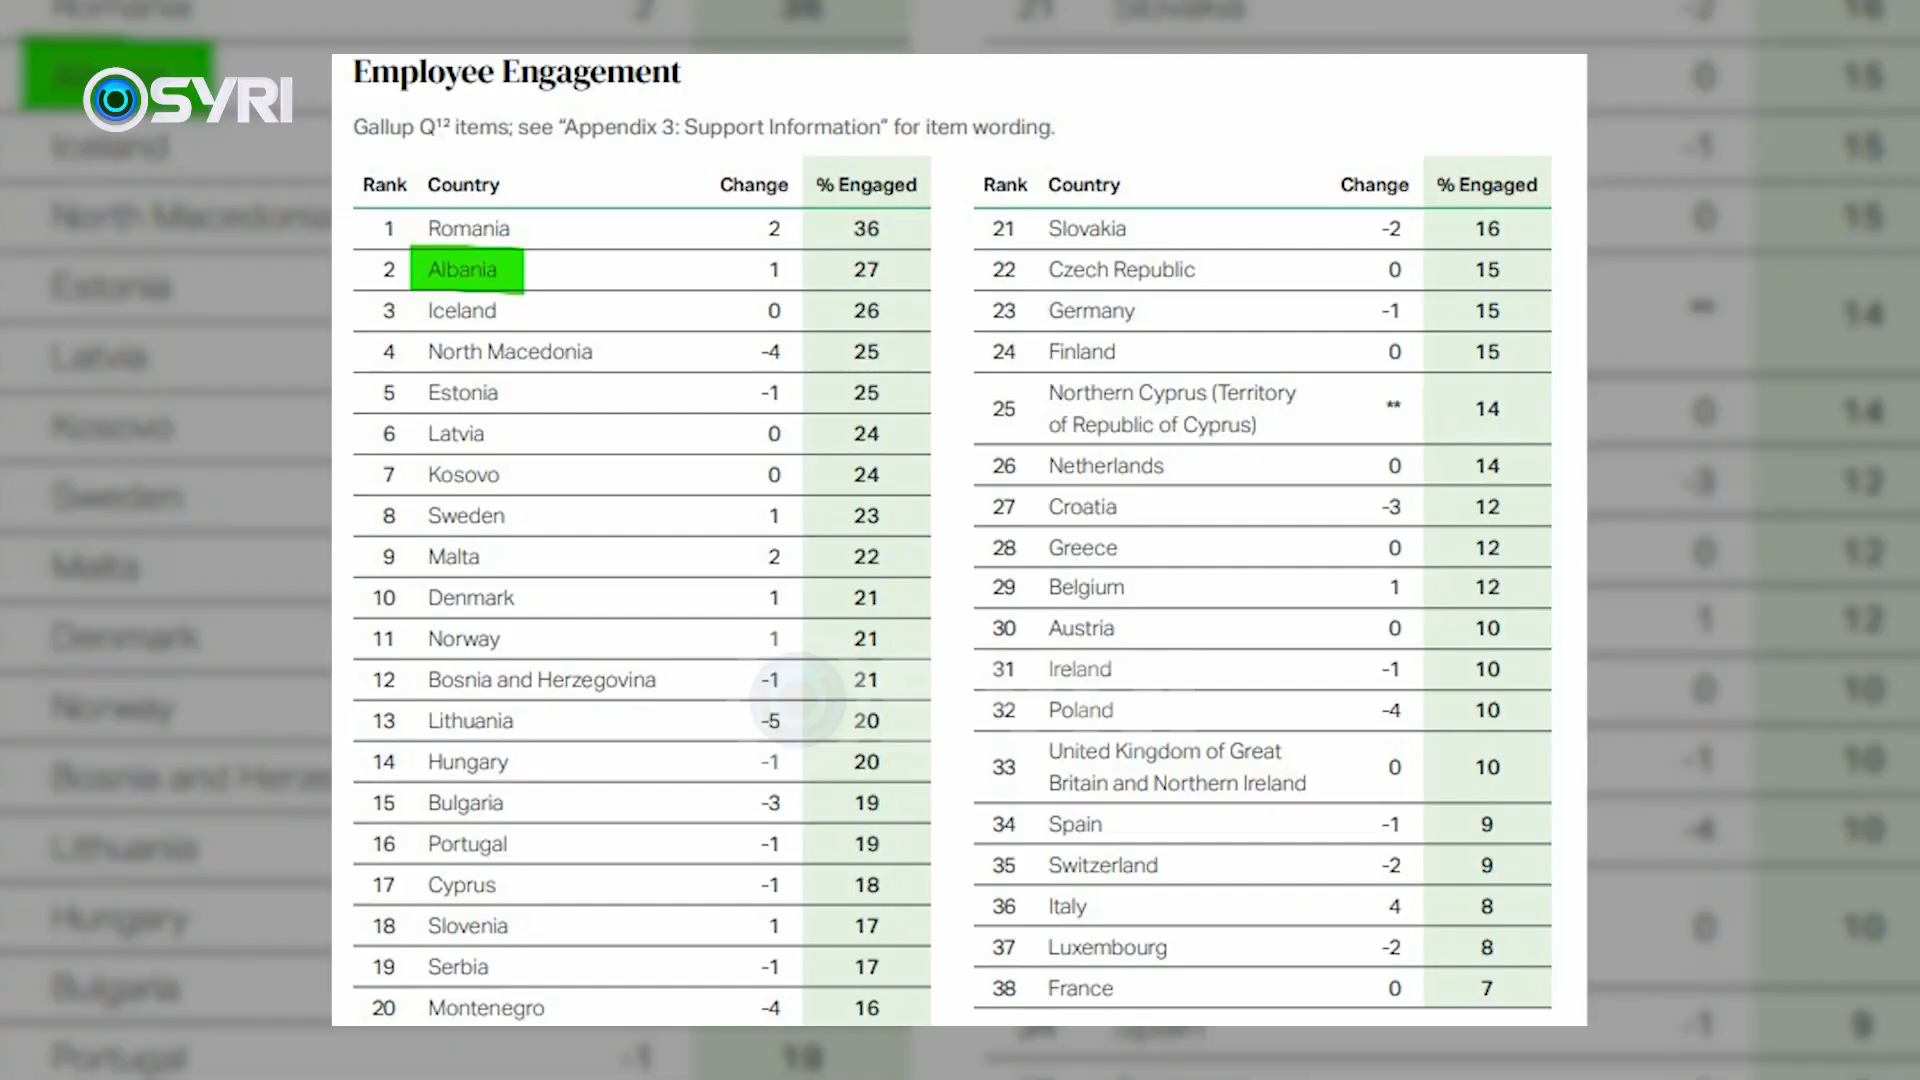 SYRI
Employee Engagement
Gallup Q¹² items; see “Appendix 3: Support Information” for item wording.
Rank Country Change % Engaged
1 Romania 2 36
2 Albania 1 27
3 Iceland 0 26
4 North Macedonia -4 25
5 Estonia -1 25
6 Latvia 0 24
7 Kosovo 0 24
8 Sweden 1 23
9 Malta 2 22
10 Denmark 1 21
11 Norway 1 21
12 Bosnia and Herzegovina -1 21
13 Lithuania -5 20
14 Hungary -1 20
15 Bulgaria -3 19
16 Portugal -1 19
17 Cyprus -1 18
18 Slovenia 1 17
19 Serbia -1 17
20 Montenegro -4 16
Rank Country Change % Engaged
21 Slovakia -2 16
22 Czech Republic 0 15
23 Germany -1 15
24 Finland 0 15
25 Northern Cyprus (Territory
of Republic of Cyprus) ** 14
26 Netherlands 0 14
27 Croatia -3 12
28 Greece 0 12
29 Belgium 1 12
30 Austria 0 10
31 Ireland -1 10
32 Poland -4 10
33 United Kingdom of Great
Britain and Northern Ireland 0 10
34 Spain -1 9
35 Switzerland -2 9
36 Italy 4 8
37 Luxembourg -2 8
38 France 0 7